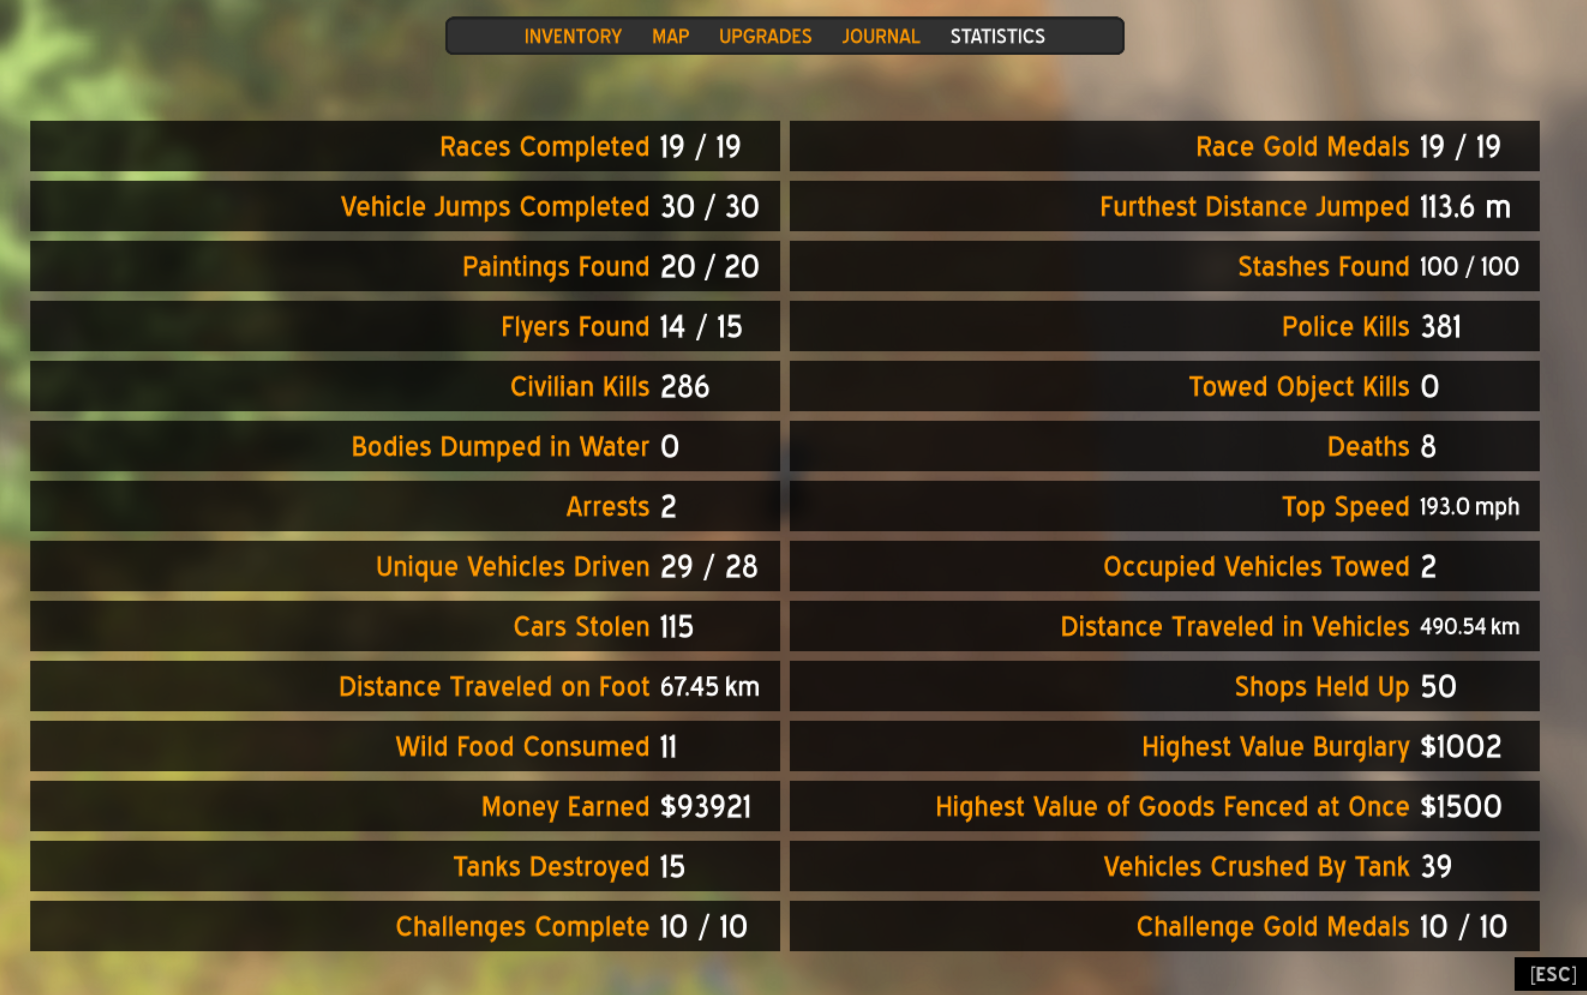 INVENTORY MAP UPGRADES JOURNAL STATISTICS
Races Completed 19 / 19
Race Gold Medals 19 / 19
Vehicle Jumps Completed 30 / 30
Furthest Distance Jumped 113.6 m
Paintings Found 20 / 20
Stashes Found 100 / 100
Flyers Found 14 / 15
Police Kills 381
Civilian Kills 286
Towed Object Kills 0
Bodies Dumped in Water 0
Deaths 8
Arrests 2
Top Speed 193.0 mph
Unique Vehicles Driven 29 / 28
Occupied Vehicles Towed 2
Cars Stolen 115
Distance Traveled in Vehicles 490.54 km
Distance Traveled on Foot 67.45 km
Shops Held Up 50
Wild Food Consumed 11
Highest Value Burglary $1002
Money Earned $93921
Highest Value of Goods Fenced at Once $1500
Tanks Destroyed 15
Vehicles Crushed By Tank 39
Challenges Complete 10 / 10
Challenge Gold Medals 10 / 10
[ESC]